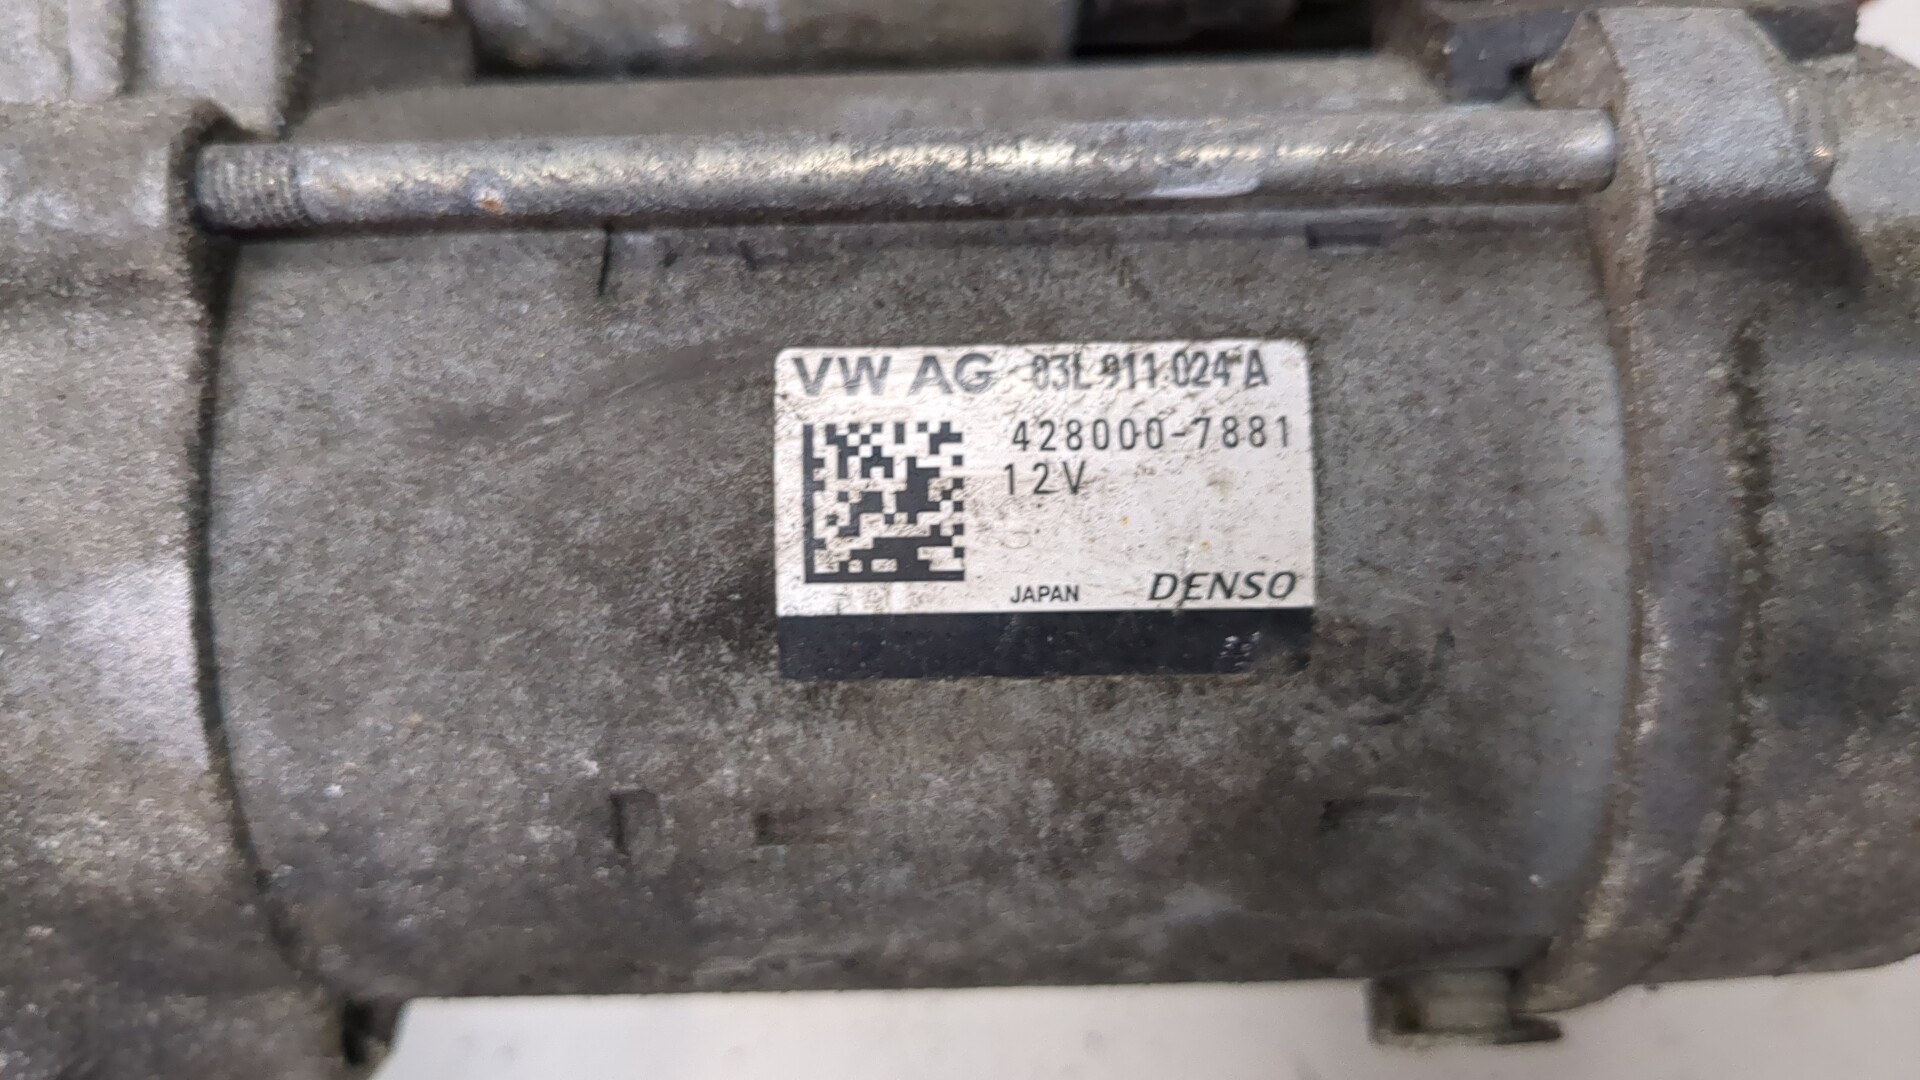 VW AG 03L 911 024 A
428000-7881
12V
JAPAN DENSO